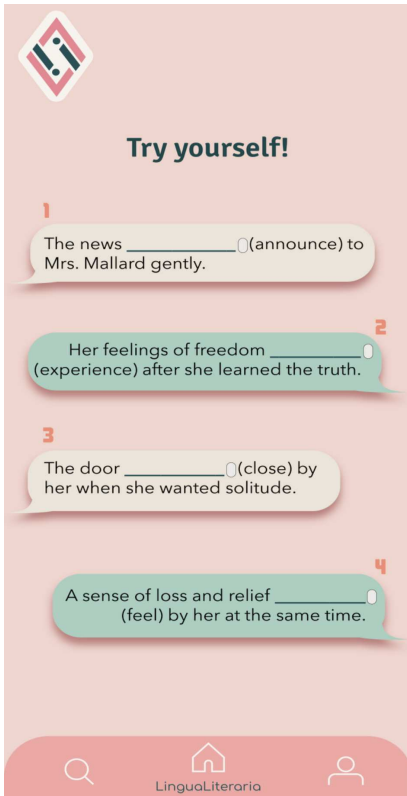 Try yourself!
1
The news ____________ (announce) to
Mrs. Mallard gently.
2
Her feelings of freedom __________
(experience) after she learned the truth.
3
The door ___________ (close) by
her when she wanted solitude.
4
A sense of loss and relief __________
(feel) by her at the same time.
LinguaLiteraria